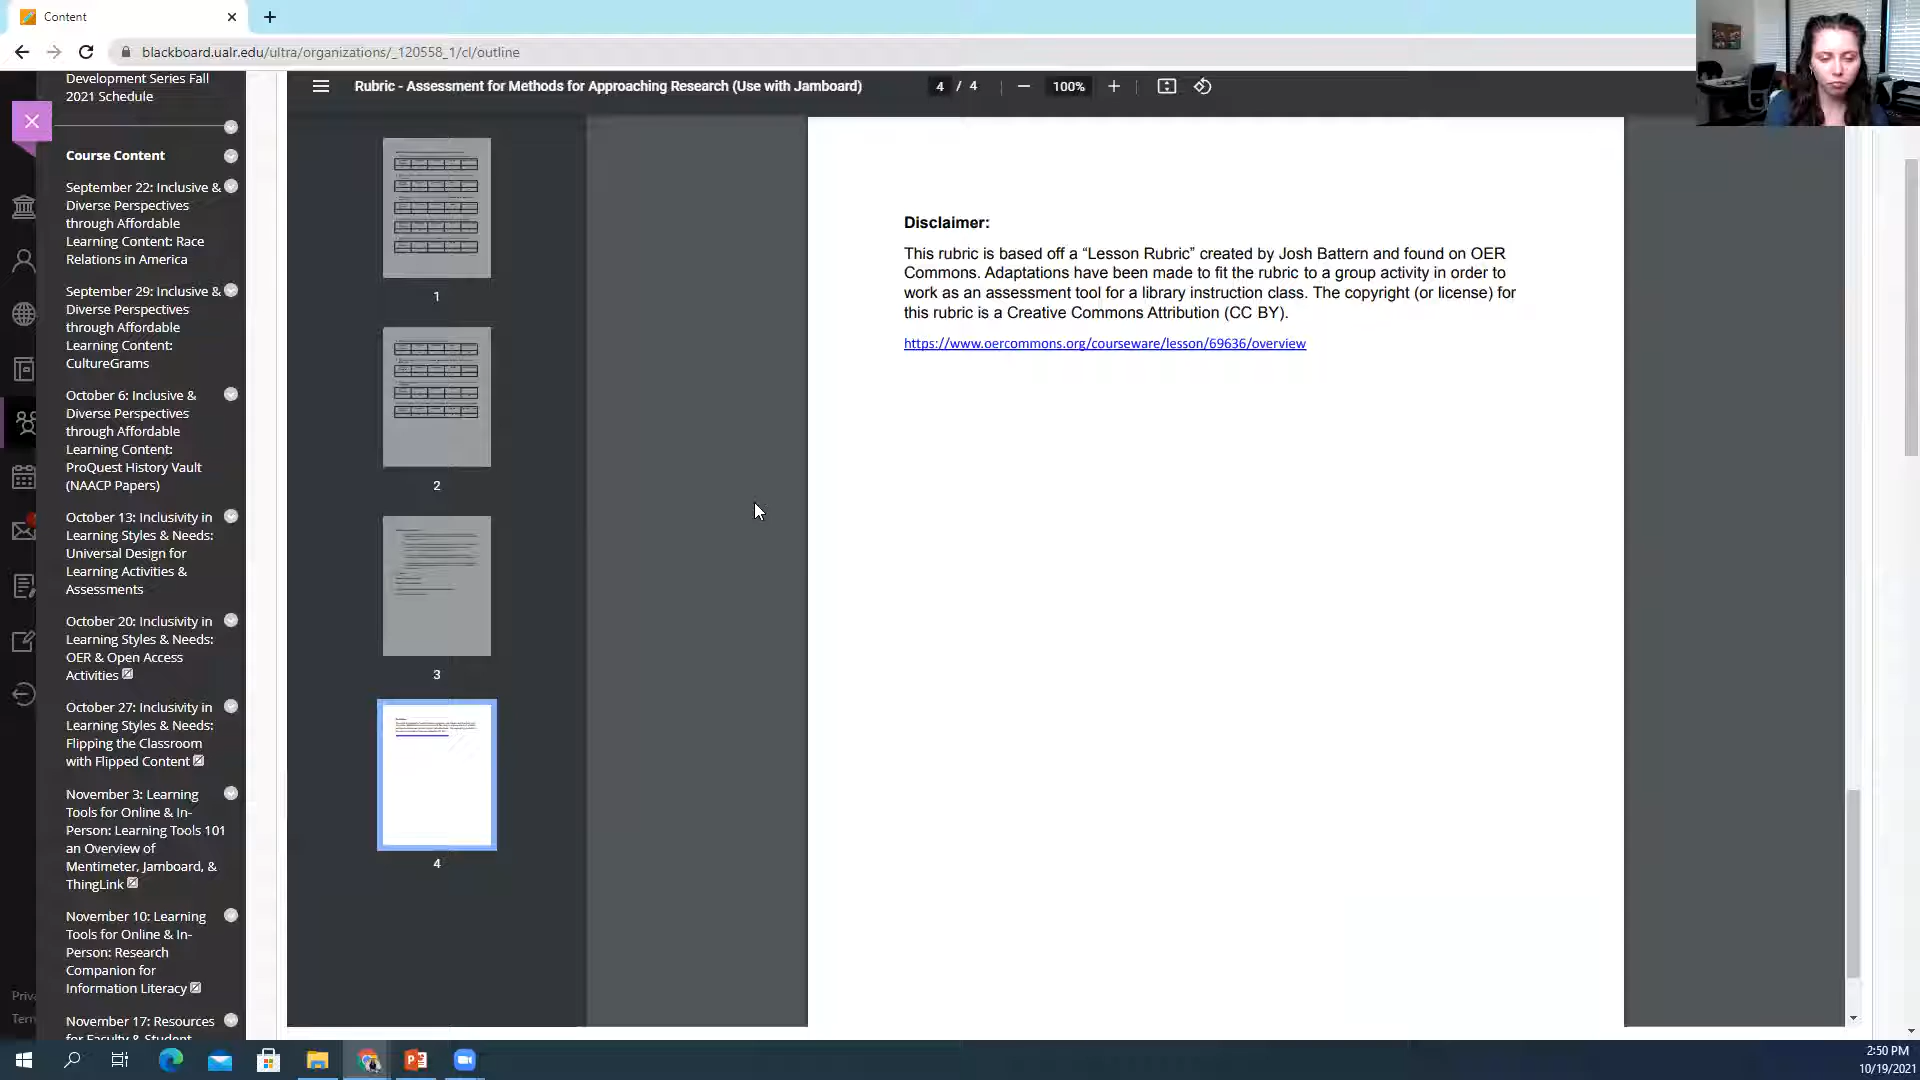 Content
blackboard.ualr.edu/ultra/organizations/_120558_1/cl/outline
Development Series Fall
2021 Schedule
Course Content
September 22: Inclusive &
Diverse Perspectives
through Affordable
Learning Content: Race
Relations in America
September 29: Inclusive &
Diverse Perspectives
through Affordable
Learning Content:
CultureGrams
October 6: Inclusive &
Diverse Perspectives
through Affordable
Learning Content:
ProQuest History Vault
(NAACP Papers)
October 13: Inclusivity in
Learning Styles & Needs:
Universal Design for
Learning Activities &
Assessments
October 20: Inclusivity in
Learning Styles & Needs:
OER & Open Access
Activities
October 27: Inclusivity in
Learning Styles & Needs:
Flipping the Classroom
with Flipped Content
November 3: Learning
Tools for Online & In-
Person: Learning Tools 101
an Overview of
Mentimeter, Jamboard, &
ThingLink
November 10: Learning
Tools for Online & In-
Person: Research
Companion for
Information Literacy
November 17: Resources
for Faculty & Student
Priva
Term
Rubric - Assessment for Methods for Approaching Research (Use with Jamboard)
4 / 4
100%
1
2
3
4
Disclaimer:
This rubric is based off a “Lesson Rubric” created by Josh Battern and found on OER
Commons. Adaptations have been made to fit the rubric to a group activity in order to
work as an assessment tool for a library instruction class. The copyright (or license) for
this rubric is a Creative Commons Attribution (CC BY).
https://www.oercommons.org/courseware/lesson/69636/overview
2:50 PM
10/19/2021